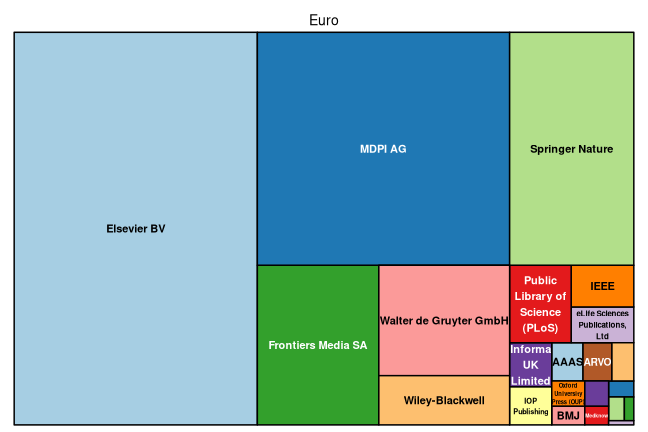 Euro
Elsevier BV
MDPI AG
Springer Nature
Frontiers Media SA
Walter de Gruyter GmbH
Wiley-Blackwell
Public
Library of
Science
(PLoS)
IEEE
eLife Sciences
Publications,
Ltd
Informa
UK
Limited
AAAS
ARVO
IOP
Publishing
Oxford
University
Press (OUP)
BMJ
Medknow